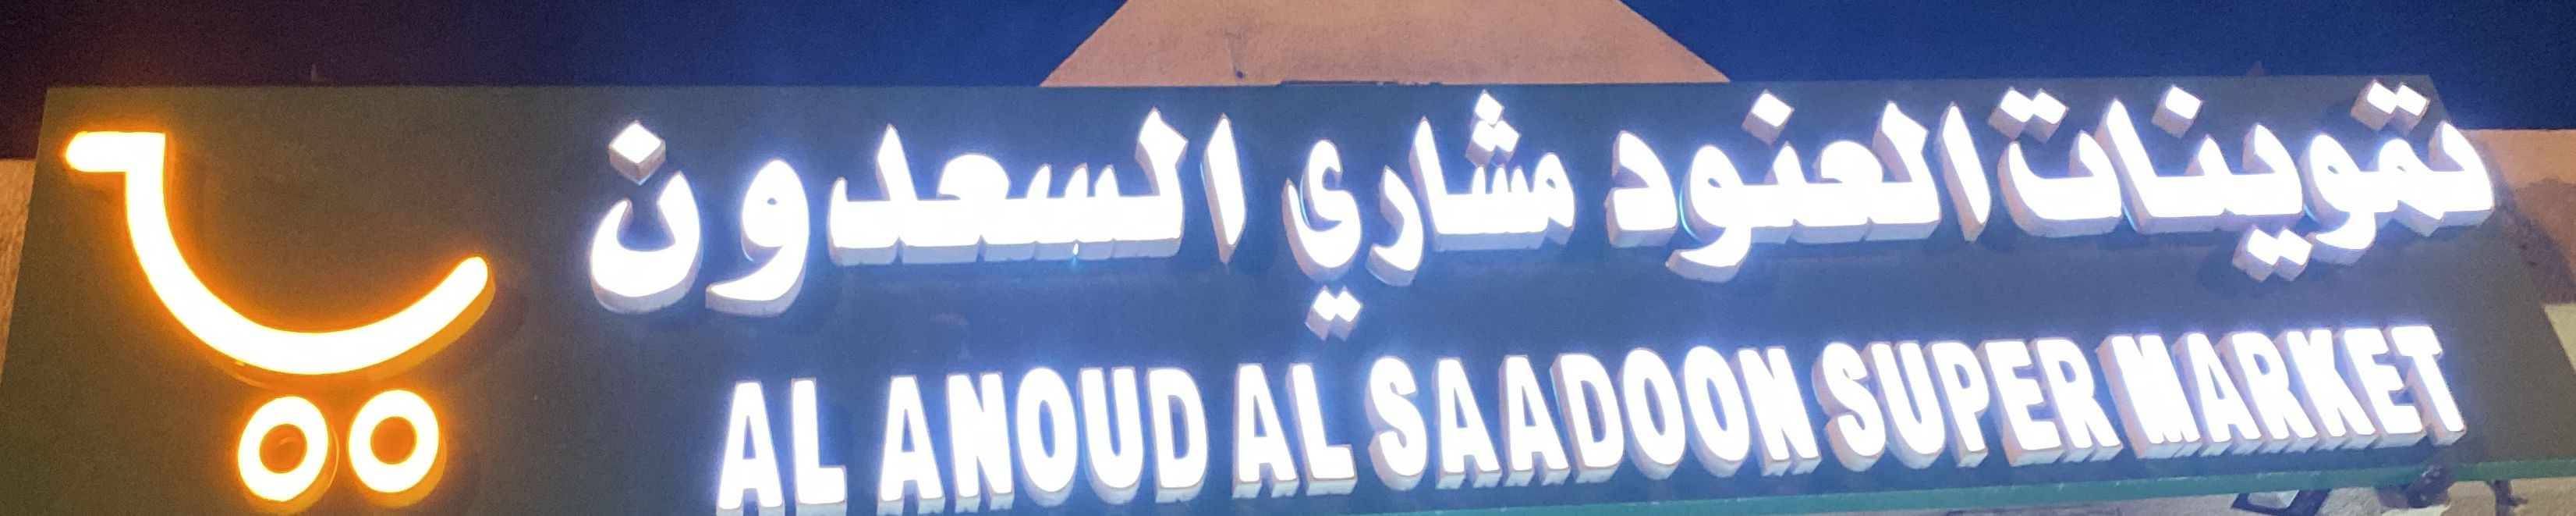 تموينات العنود مشاري السعدون
AL ANOUD AL SAADOON SUPER MARKET